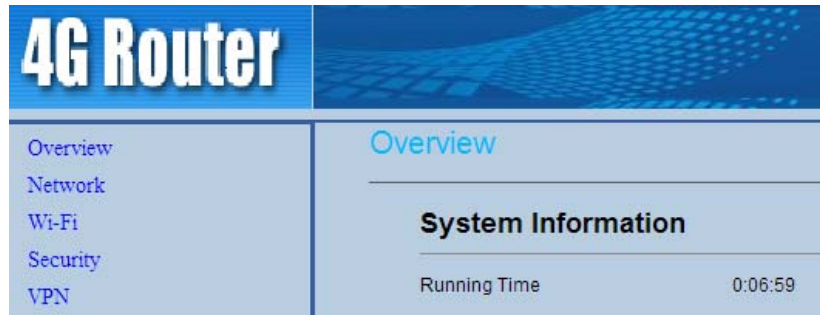 4G Router
Overview
Network
Wi-Fi
Security
VPN
Overview
System Information
Running Time 0:06:59